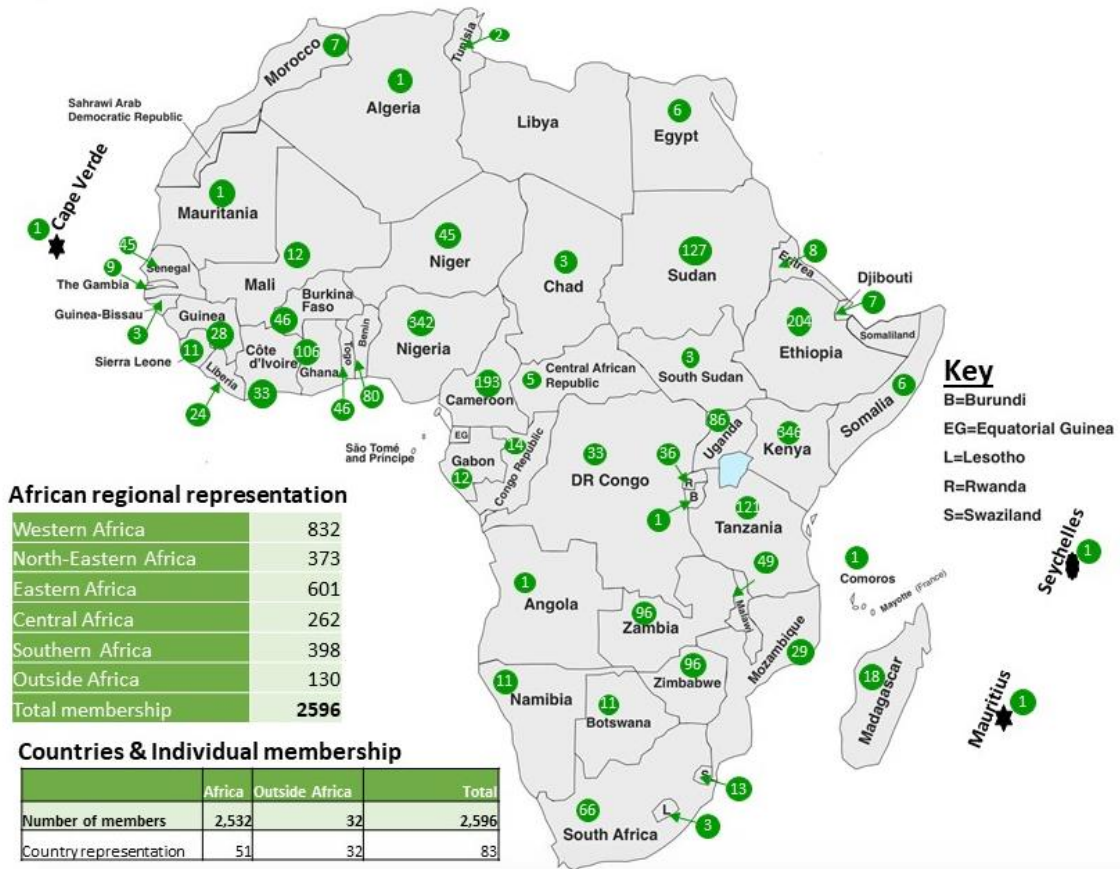 7
Morocco
2
Tunisia
1
Algeria
Libya
6
Egypt
Sahrawi Arab
Democratic Republic
1
Cape Verde
1
Mauritania
12
Mali
45
Niger
3
Chad
127
Sudan
8
Eritrea
Djibouti
7
45
Senegal
9
The Gambia
Guinea-Bissau
3
Guinea
28
11
Sierra Leone
Liberia
24
Burkina
Faso
46
Côte
d'Ivoire
33
106
Ghana
Togo
46
Benin
80
342
Nigeria
193
Cameroon
5
Central African
Republic
3
South Sudan
204
Ethiopia
Somaliland
6
Somalia
São Tomé
and Príncipe
EG
Gabon
12
14
Congo Republic
33
DR Congo
86
Uganda
346
Kenya
36
R
B
1
121
Tanzania
49
Malawi
1
Comoros
Mayotte (France)
1
Seychelles
1
Angola
96
Zambia
Mozambique
29
18
Madagascar
1
Mauritius
11
Namibia
11
Botswana
96
Zimbabwe
S
13
66
South Africa
L
3
Key
B=Burundi
EG=Equatorial Guinea
L=Lesotho
R=Rwanda
S=Swaziland
African regional representation
Western Africa 832
North-Eastern Africa 373
Eastern Africa 601
Central Africa 262
Southern Africa 398
Outside Africa 130
Total membership 2596
Countries & Individual membership
Africa Outside Africa Total
Number of members 2,532 32 2,596
Country representation 51 32 83